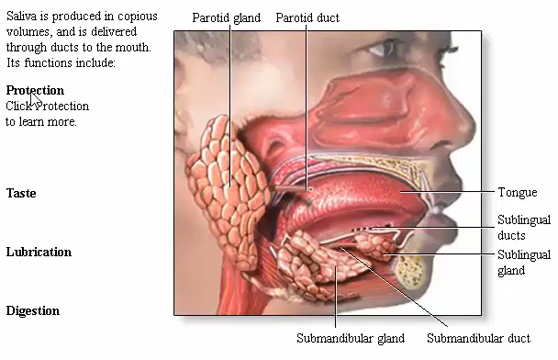 Saliva is produced in copious
volumes, and is delivered
through ducts to the mouth.
Its functions include:
Protection
Click Protection
to learn more.
Taste
Lubrication
Digestion
Parotid gland
Parotid duct
Tongue
Sublingual
ducts
Sublingual
gland
Submandibular gland
Submandibular duct